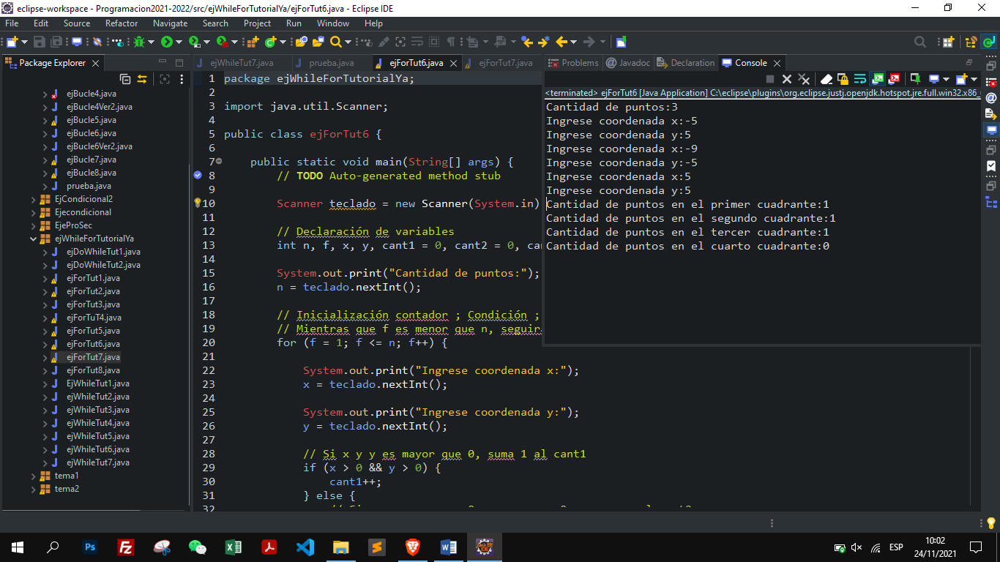 eclipse-workspace - Programacion2021-2022/src/ejWhileForTutorialYa/ejForTut6.java - Eclipse IDE
File Edit Source Refactor Navigate Search Project Run Window Help
Package Explorer
ejBucle4.java
ejBucle4Ver2.java
ejBucle5.java
ejBucle6.java
ejBucle6Ver2.java
ejBucle7.java
ejBucle8.java
prueba.java
EjCondicional2
Ejecondicional
EjeProSec
ejWhileForTutorialYa
ejDoWhileTut1.java
ejDoWhileTut2.java
ejForTut1.java
ejForTut2.java
ejForTut3.java
ejForTuT4.java
ejForTut5.java
ejForTut6.java
ejForTut7.java
ejForTut8.java
EjWhileTut1.java
ejWhileTut2.java
ejWhileTut3.java
ejWhileTut4.java
ejWhileTut5.java
ejWhileTut6.java
ejWhileTut7.java
tema1
tema2
ejWhileTut7.java prueba.java ejForTut6.java ejForTut7.java
1 package ejWhileForTutorialYa;
2
3 import java.util.Scanner;
4
5 public class ejForTut6 {
6
7 public static void main(String[] args) {
8 // TODO Auto-generated method stub
9
10 Scanner teclado = new Scanner(System.in)
11
12 // Declaración de variables
13 int n, f, x, y, cant1 = 0, cant2 = 0, ca
14
15 System.out.print("Cantidad de puntos:");
16 n = teclado.nextInt();
17
18 // Inicialización contador ; Condición ;
19 // Mientras que f es menor que n, seguir
20 for (f = 1; f <= n; f++) {
21
22 System.out.print("Ingrese coordenada x:");
23 x = teclado.nextInt();
24
25 System.out.print("Ingrese coordenada y:");
26 y = teclado.nextInt();
27
28 // Si x y y es mayor que 0, suma 1 al cant1
29 if (x > 0 && y > 0) {
30 cant1++;
31 } else {
32
Problems Javadoc Declaration Console
<terminated> ejForTut6 [Java Application] C:\eclipse\plugins\org.eclipse.justj.openjdk.hotspot.jre.full.win32.x86_
Cantidad de puntos:3
Ingrese coordenada x:-5
Ingrese coordenada y:5
Ingrese coordenada x:-9
Ingrese coordenada y:-5
Ingrese coordenada x:5
Ingrese coordenada y:5
Cantidad de puntos en el primer cuadrante:1
Cantidad de puntos en el segundo cuadrante:1
Cantidad de puntos en el tercer cuadrante:1
Cantidad de puntos en el cuarto cuadrante:0
ESP
10:02
24/11/2021